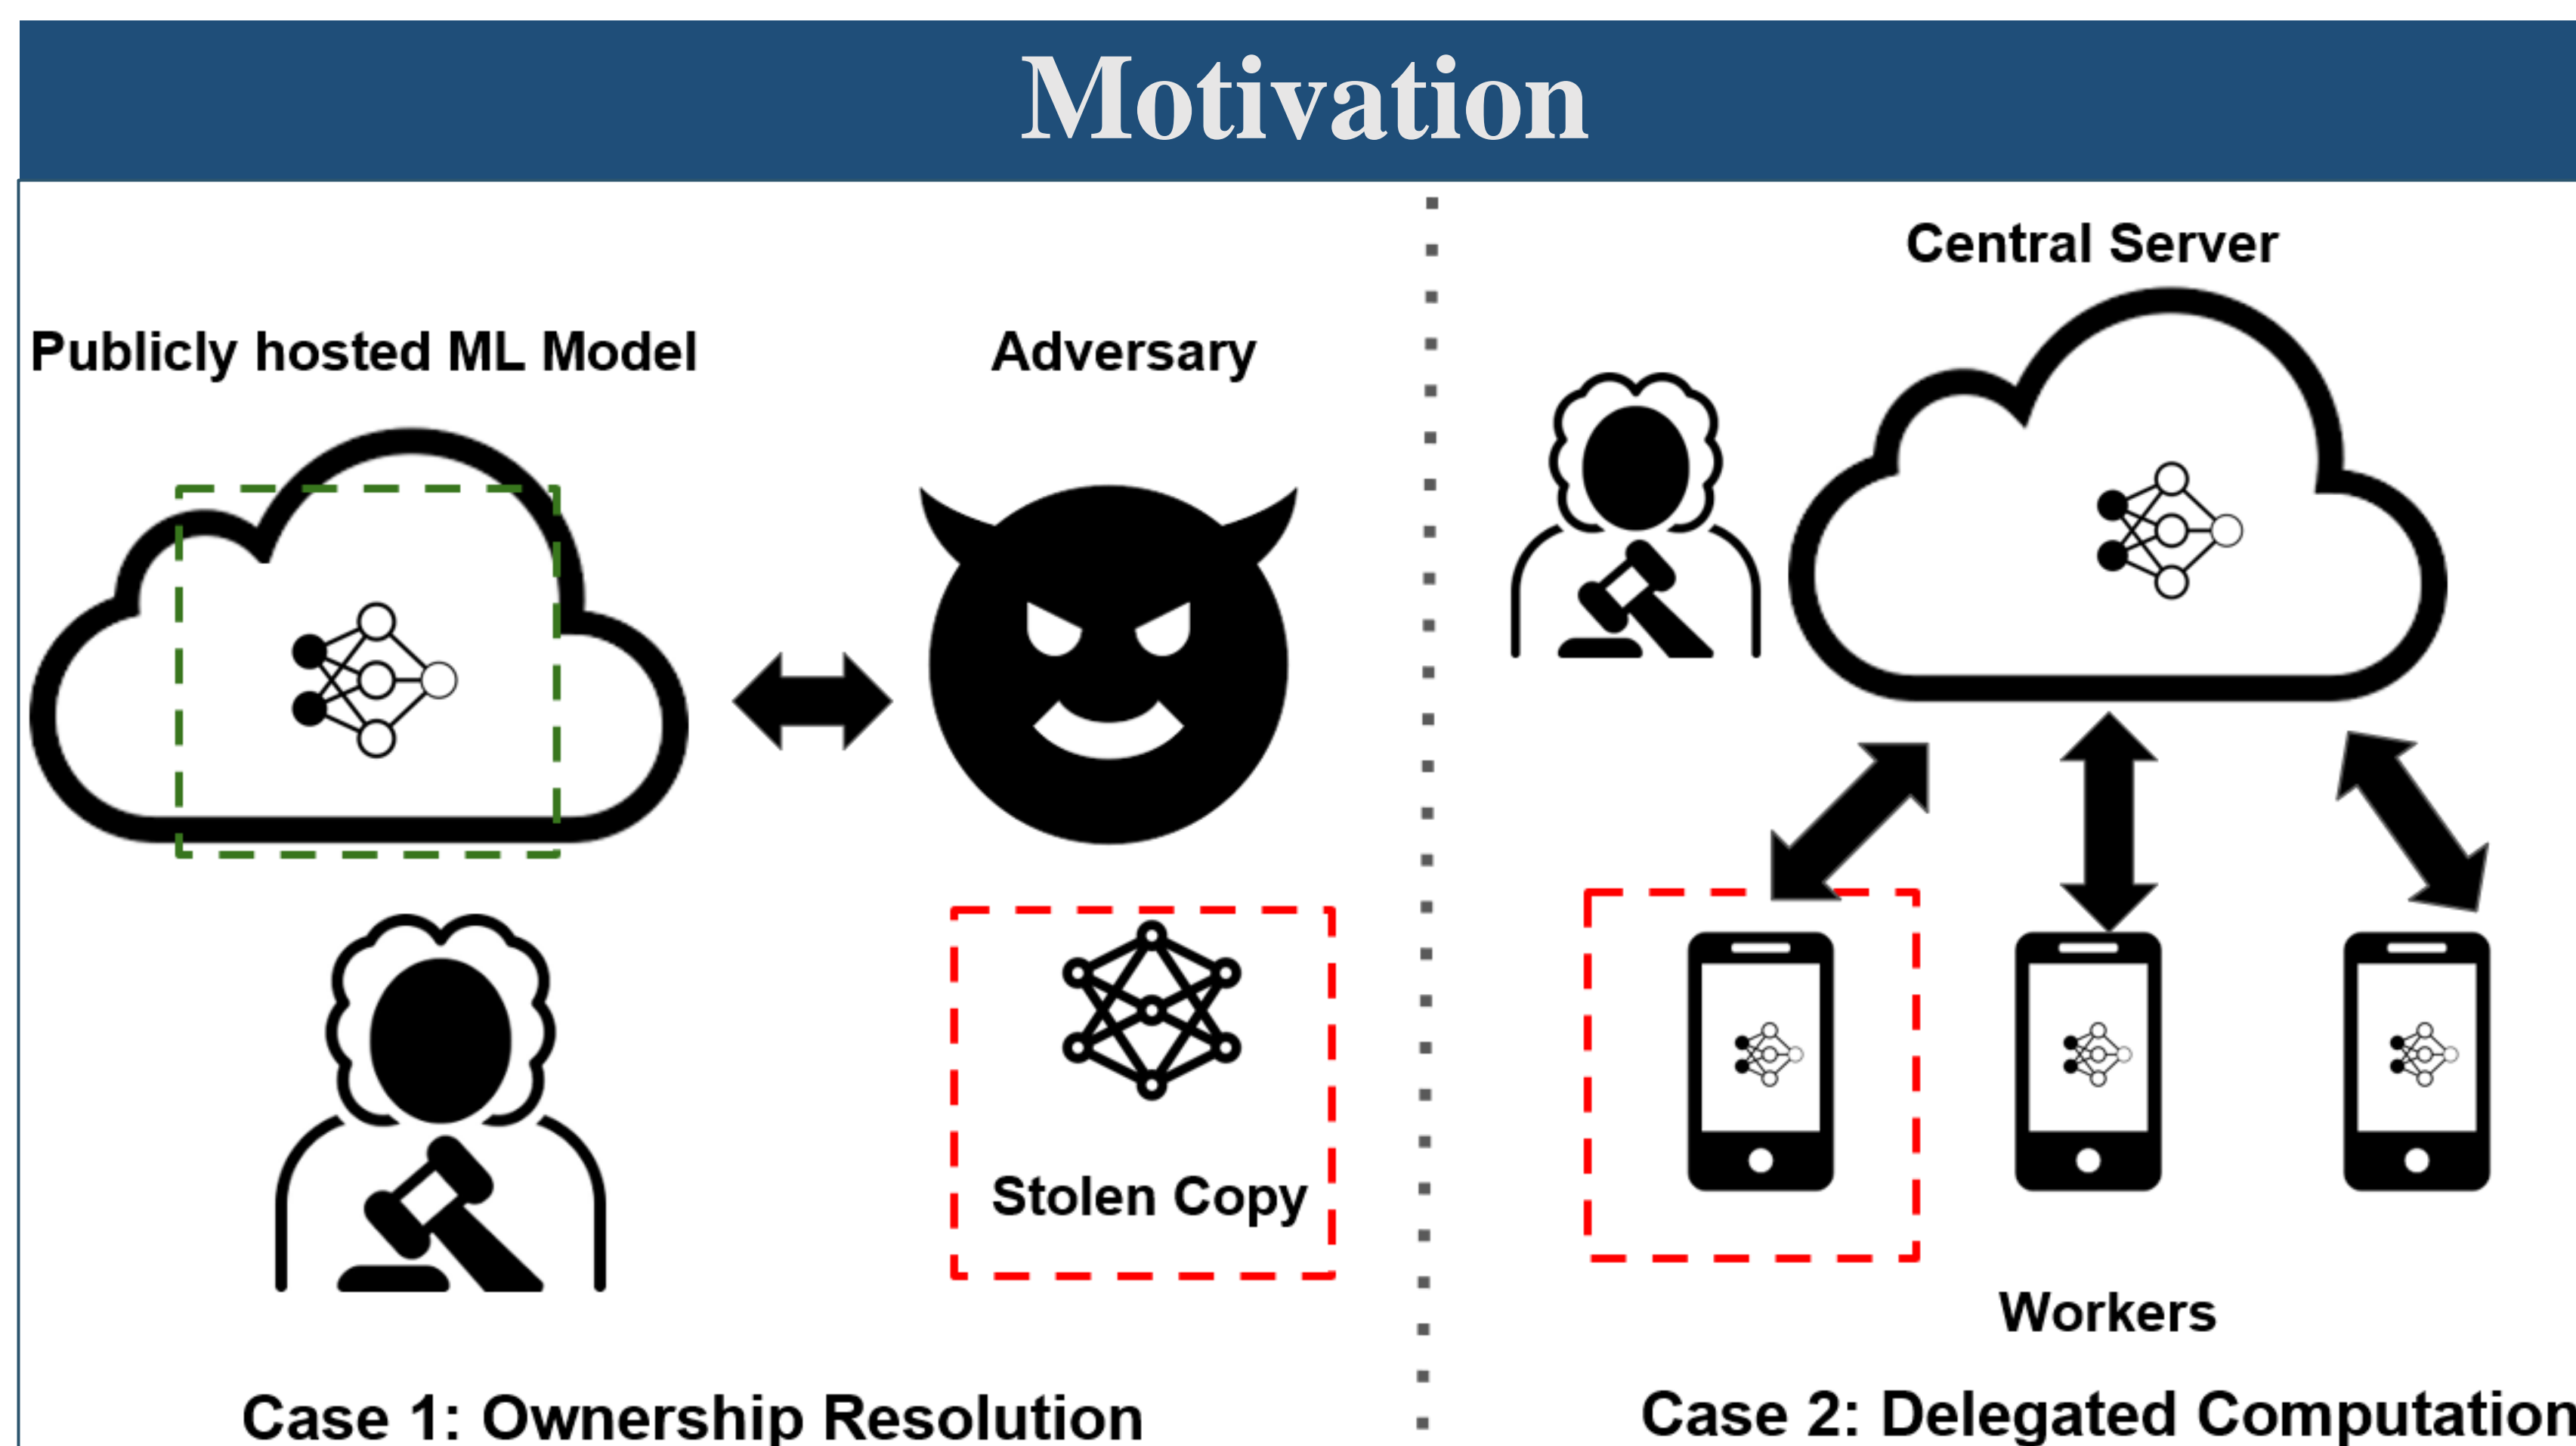 Motivation
Publicly hosted ML Model
Adversary
Stolen Copy
Case 1: Ownership Resolution
Central Server
Workers
Case 2: Delegated Computation